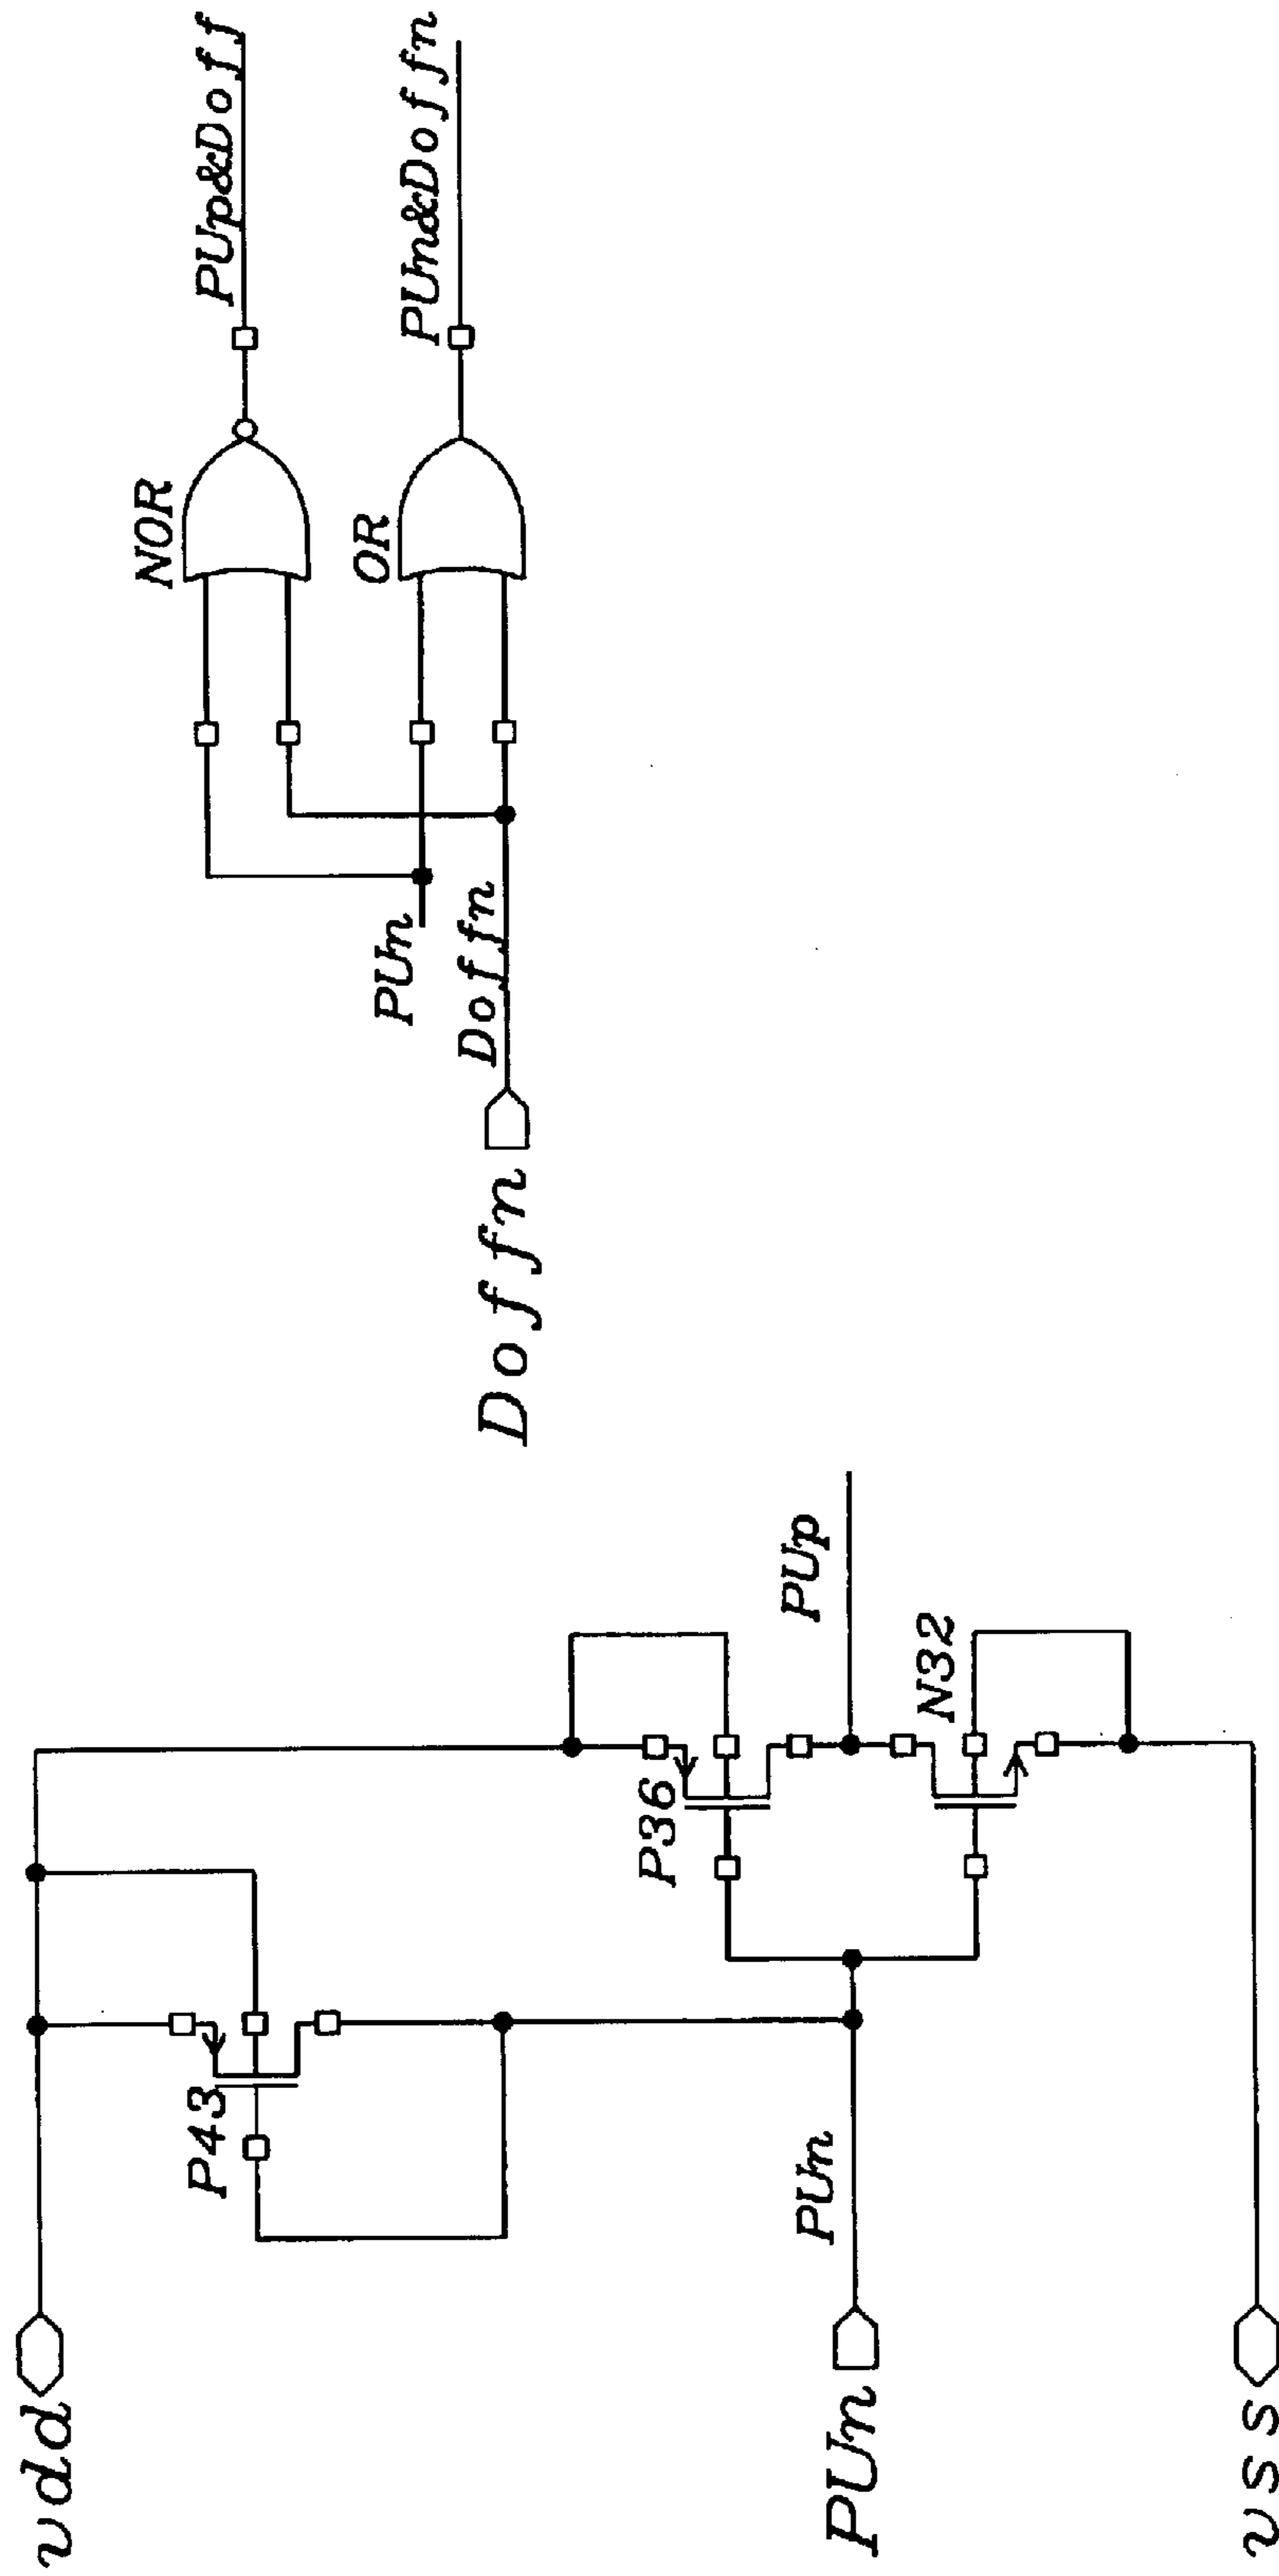 vdd
P43
PUn
PUn
P36
N32
PUp
vss
Doffn
Doffn
PUn
NOR
OR
PUp&Doff
PUn&Doffn